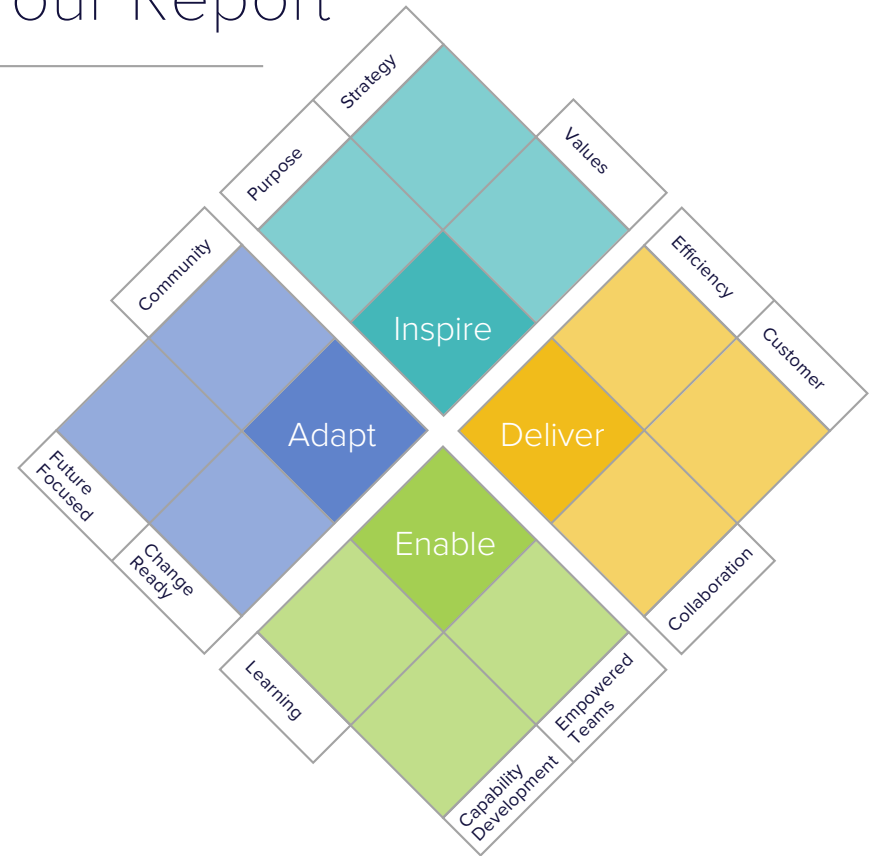 our Report
Strategy
Purpose
Values
Community
Efficiency
Customer
Inspire
Adapt
Deliver
Enable
Future
Focused
Change
Ready
Collaboration
Learning
Empowered
Teams
Capability
Development